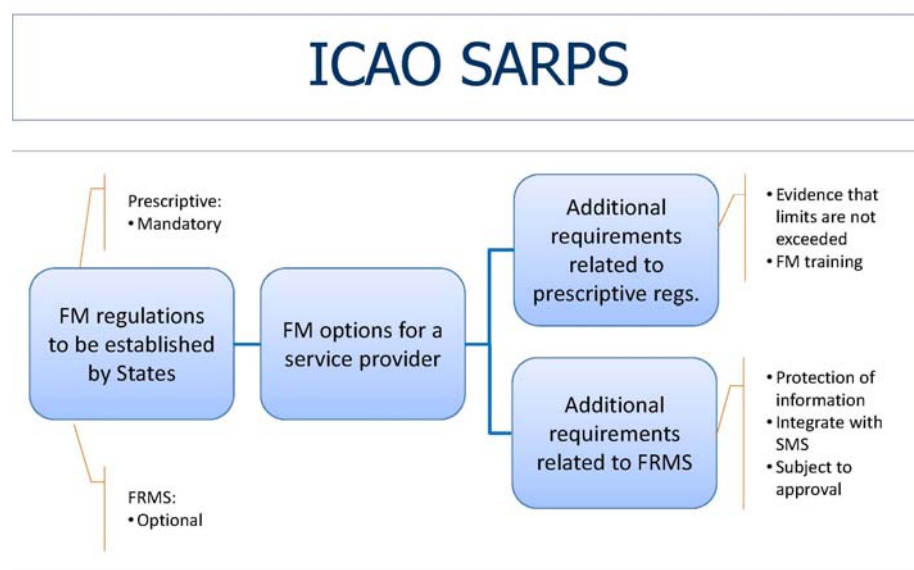 ICAO SARPS
Prescriptive:
• Mandatory
FM regulations
to be established
by States
FRMS:
• Optional
FM options for a
service provider
Additional
requirements
related to
prescriptive regs.
• Evidence that
limits are not
exceeded
• FM training
Additional
requirements
related to FRMS
• Protection of
information
• Integrate with
SMS
• Subject to
approval